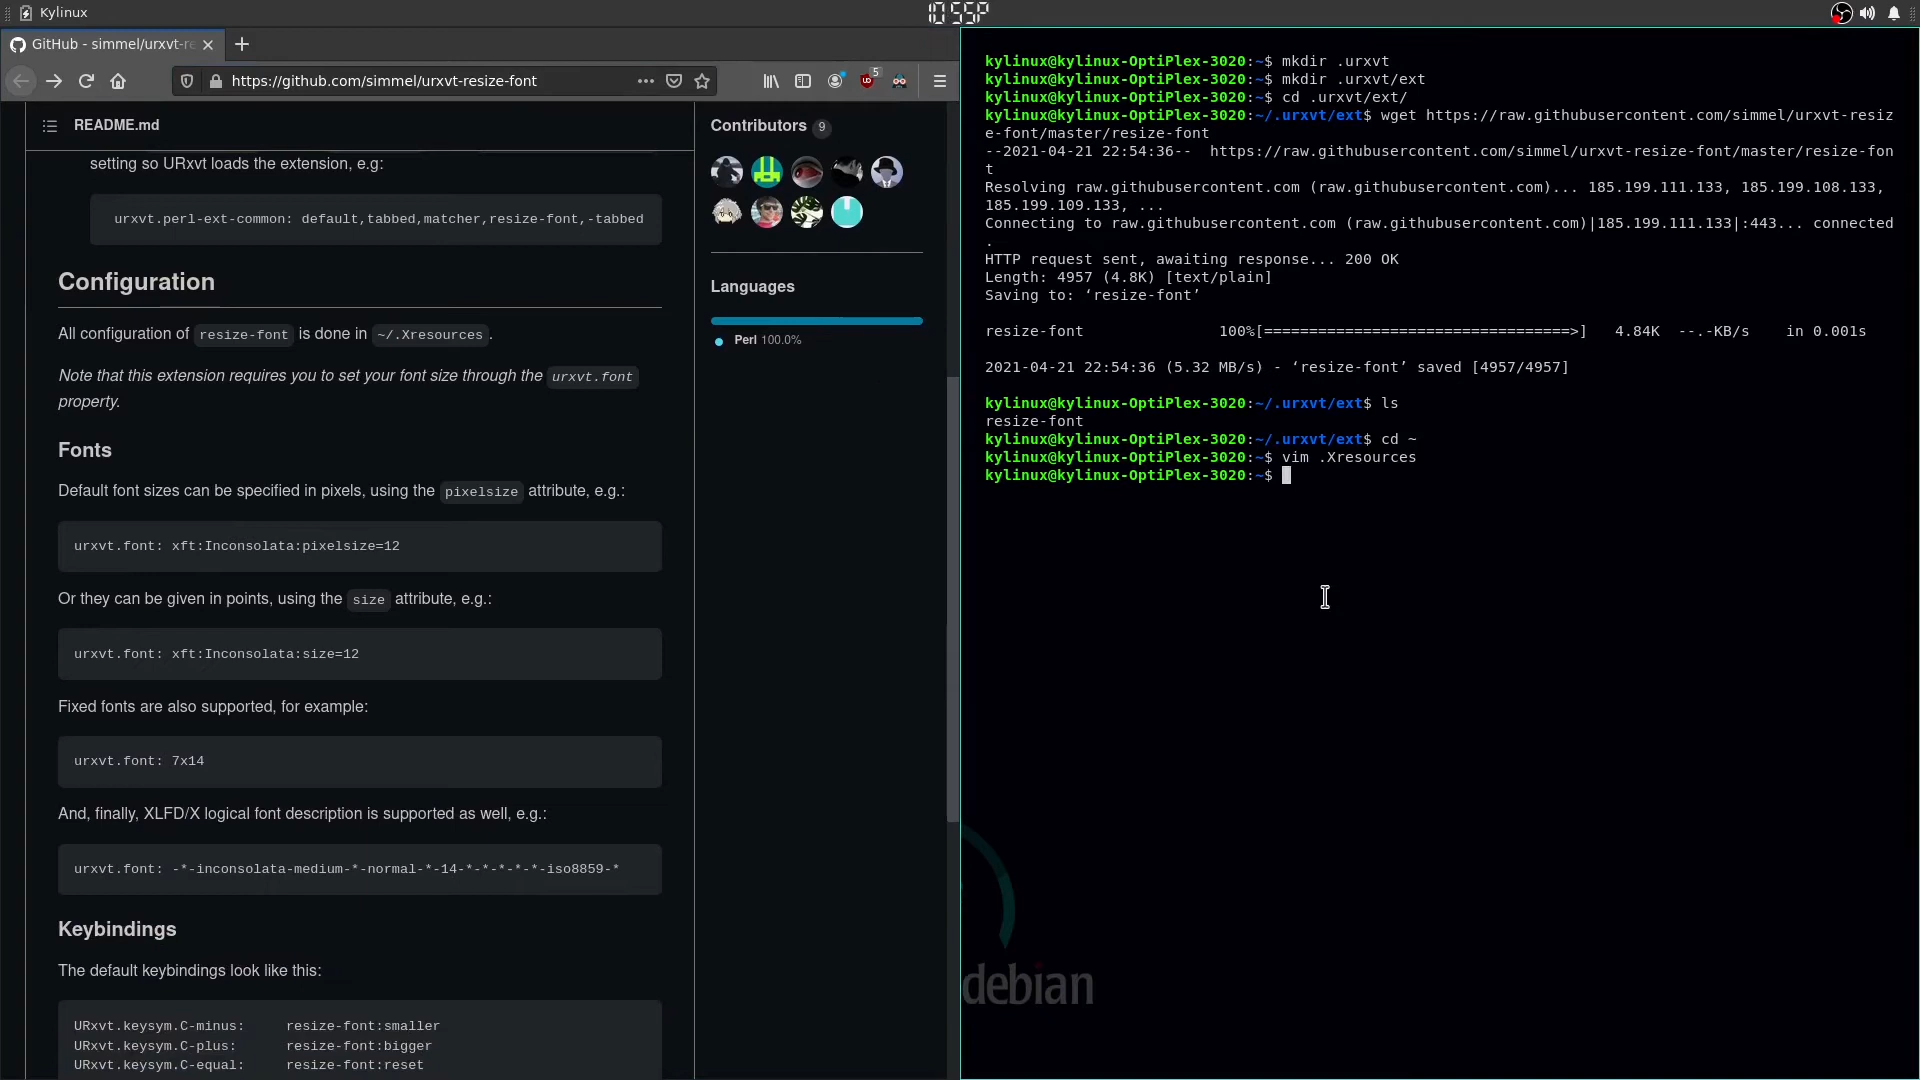 Kylinux
10 55P
GitHub - simmel/urxvt-re
https://github.com/simmel/urxvt-resize-font
5
README.md
setting so URxvt loads the extension, e.g:
urxvt.perl-ext-common: default,tabbed,matcher,resize-font,-tabbed
Configuration
All configuration of resize-font is done in ~/.Xresources.
Note that this extension requires you to set your font size through the urxvt.font
property.
Fonts
Default font sizes can be specified in pixels, using the pixelsize attribute, e.g.:
urxvt.font: xft:Inconsolata:pixelsize=12
Or they can be given in points, using the size attribute, e.g.:
urxvt.font: xft:Inconsolata:size=12
Fixed fonts are also supported, for example:
urxvt.font: 7x14
And, finally, XLFD/X logical font description is supported as well, e.g.:
urxvt.font: -*-inconsolata-medium-*-normal-*-14-*-*-*-*-*-iso8859-*
Keybindings
The default keybindings look like this:
URxvt.keysym.C-minus:     resize-font:smaller
URxvt.keysym.C-plus:      resize-font:bigger
URxvt.keysym.C-equal:     resize-font:reset
Contributors 9
Languages
Perl 100.0%
kylinux@kylinux-OptiPlex-3020:~$ mkdir .urxvt
kylinux@kylinux-OptiPlex-3020:~$ mkdir .urxvt/ext
kylinux@kylinux-OptiPlex-3020:~$ cd .urxvt/ext/
kylinux@kylinux-OptiPlex-3020:~/.urxvt/ext$ wget https://raw.githubusercontent.com/simmel/urxvt-resiz
e-font/master/resize-font
--2021-04-21 22:54:36--  https://raw.githubusercontent.com/simmel/urxvt-resize-font/master/resize-fon
t
Resolving raw.githubusercontent.com (raw.githubusercontent.com)... 185.199.111.133, 185.199.108.133,
185.199.109.133, ...
Connecting to raw.githubusercontent.com (raw.githubusercontent.com)|185.199.111.133|:443... connected
.
HTTP request sent, awaiting response... 200 OK
Length: 4957 (4.8K) [text/plain]
Saving to: ‘resize-font’
resize-font               100%[==================================>]   4.84K  --.-KB/s    in 0.001s
2021-04-21 22:54:36 (5.32 MB/s) - ‘resize-font’ saved [4957/4957]
kylinux@kylinux-OptiPlex-3020:~/.urxvt/ext$ ls
resize-font
kylinux@kylinux-OptiPlex-3020:~/.urxvt/ext$ cd ~
kylinux@kylinux-OptiPlex-3020:~$ vim .Xresources
kylinux@kylinux-OptiPlex-3020:~$
debian